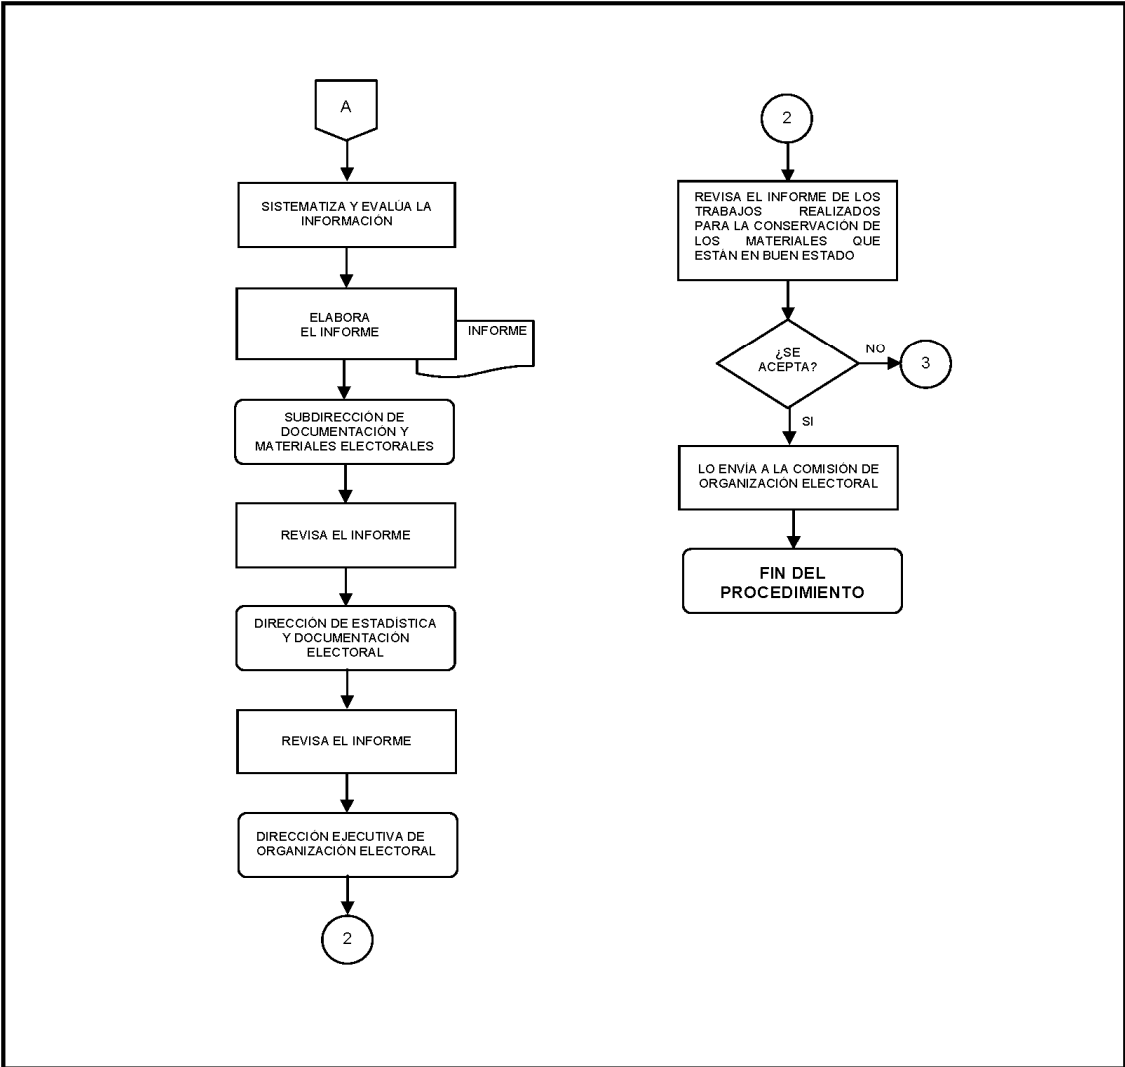 A
SISTEMATIZA Y EVALÚA LA
INFORMACIÓN
ELABORA
EL INFORME
INFORME
SUBDIRECCIÓN DE
DOCUMENTACIÓN Y
MATERIALES ELECTORALES
REVISA EL INFORME
DIRECCIÓN DE ESTADÍSTICA
Y DOCUMENTACIÓN
ELECTORAL
REVISA EL INFORME
DIRECCIÓN EJECUTIVA DE
ORGANIZACIÓN ELECTORAL
2
2
REVISA EL INFORME DE LOS
TRABAJOS REALIZADOS
PARA LA CONSERVACIÓN DE
LOS MATERIALES QUE
ESTÁN EN BUEN ESTADO
¿SE
ACEPTA?
NO
3
SI
LO ENVÍA A LA COMISIÓN DE
ORGANIZACIÓN ELECTORAL
FIN DEL
PROCEDIMIENTO